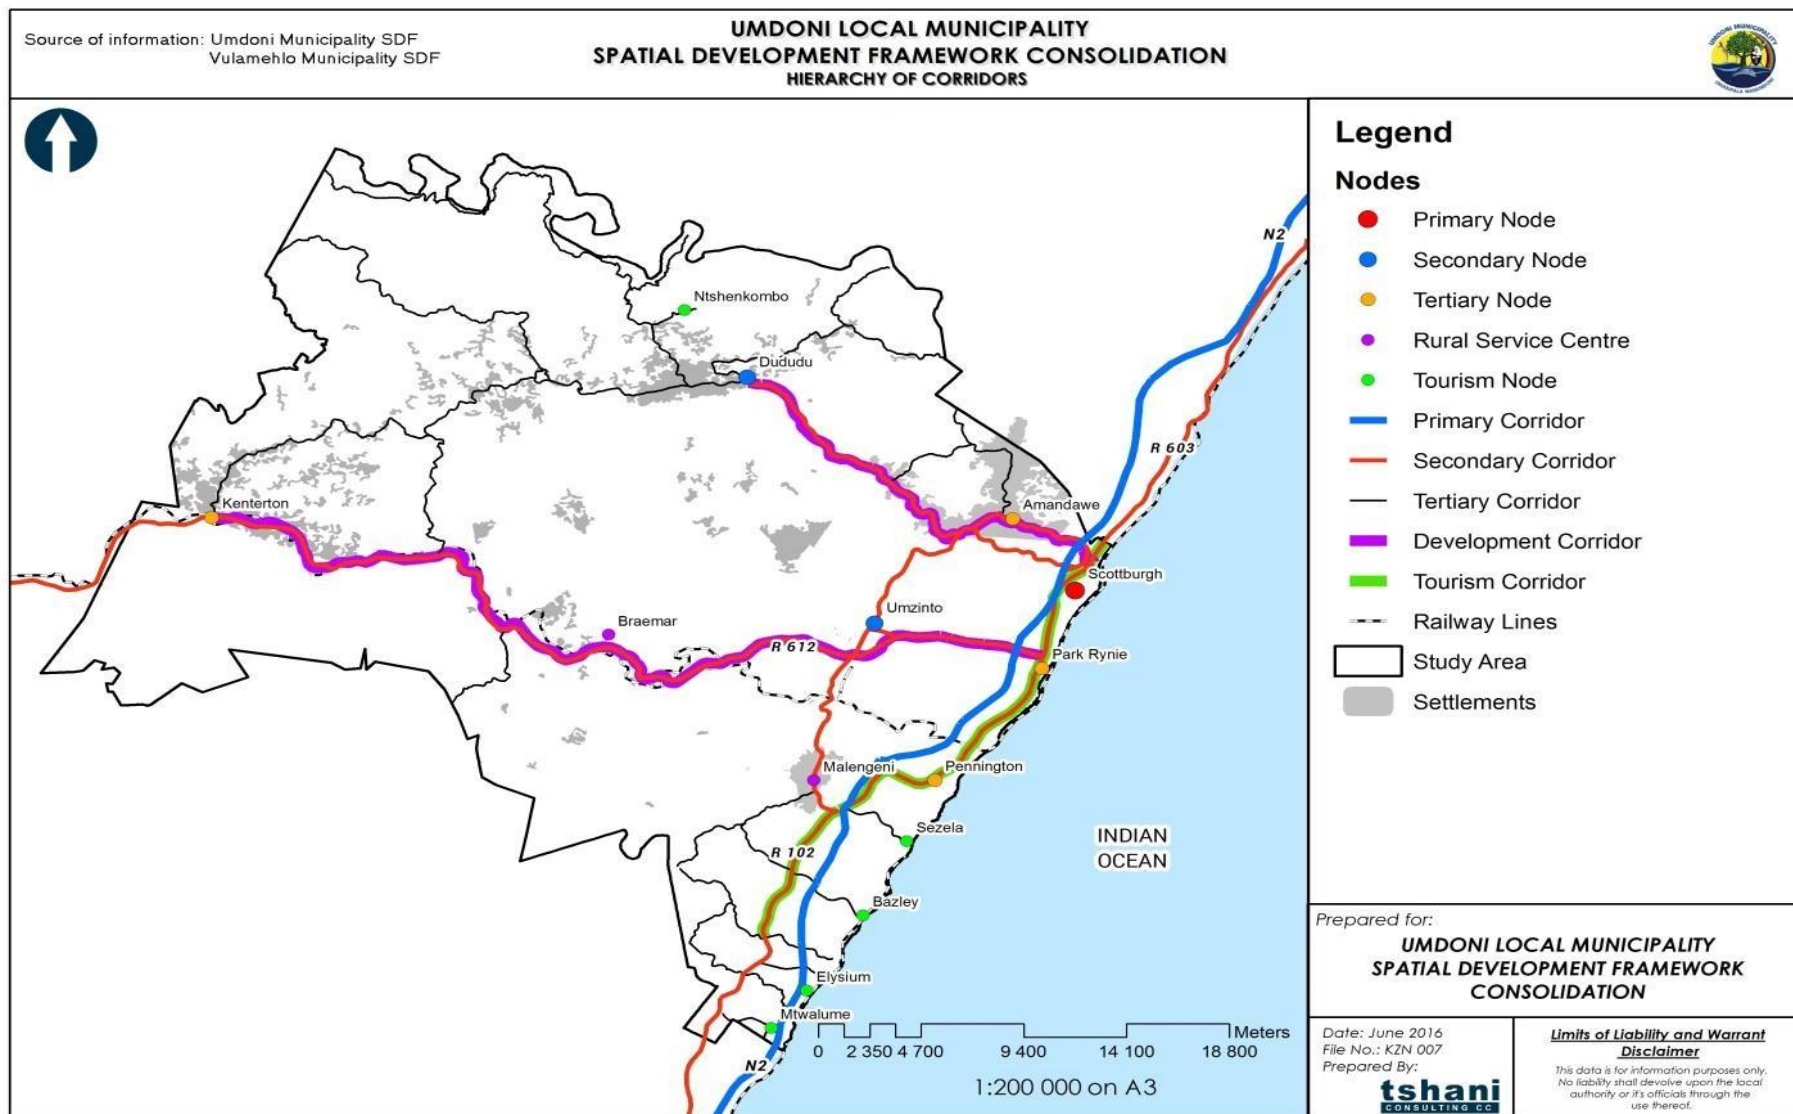 Source of information: Umdoni Municipality SDF
Vulamehlo Municipality SDF
UMDONI LOCAL MUNICIPALITY
SPATIAL DEVELOPMENT FRAMEWORK CONSOLIDATION
HIERARCHY OF CORRIDORS
UMDONI MUNICIPALITY
N2
Ntshenkombo
Dududu
R 603
Kenterton
Amandawe
Scottburgh
Umzinto
Braemar
R 612
Park Rynie
Malengeni
Pennington
Sezela
R 102
INDIAN
OCEAN
Bazley
Elysium
Mtwalume
N2
Meters
0 2 350 4 700 9 400 14 100 18 800
1:200 000 on A3
Legend
Nodes
Primary Node
Secondary Node
Tertiary Node
Rural Service Centre
Tourism Node
Primary Corridor
Secondary Corridor
Tertiary Corridor
Development Corridor
Tourism Corridor
Railway Lines
Study Area
Settlements
Prepared for:
UMDONI LOCAL MUNICIPALITY
SPATIAL DEVELOPMENT FRAMEWORK
CONSOLIDATION
Date: June 2016
File No.: KZN 007
Prepared By:
tshani
CONSULTING CC
Limits of Liability and Warrant
Disclaimer
This data is for information purposes only.
No liability shall devolve upon the local
authority or it's officials through the
use thereof.